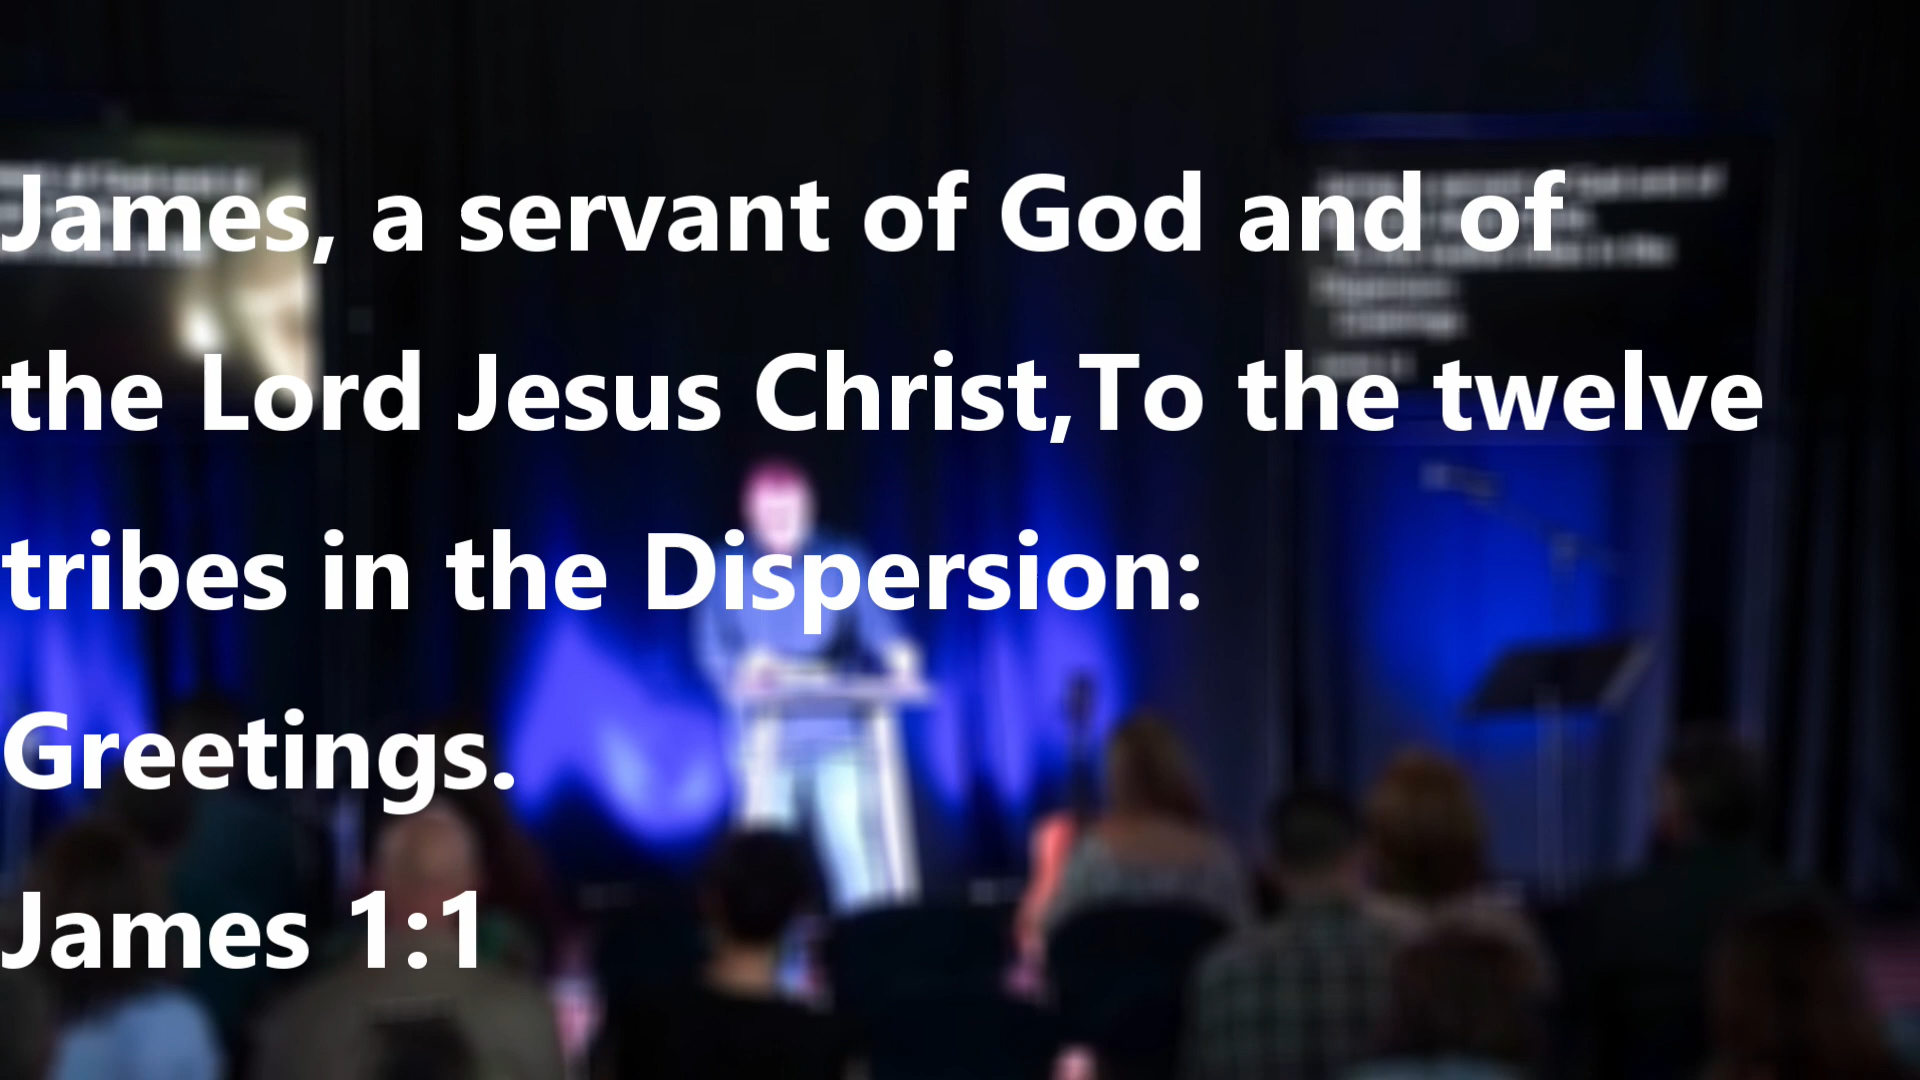 James, a servant of God and of
the Lord Jesus Christ,To the twelve
tribes in the Dispersion:
Greetings.
James 1:1